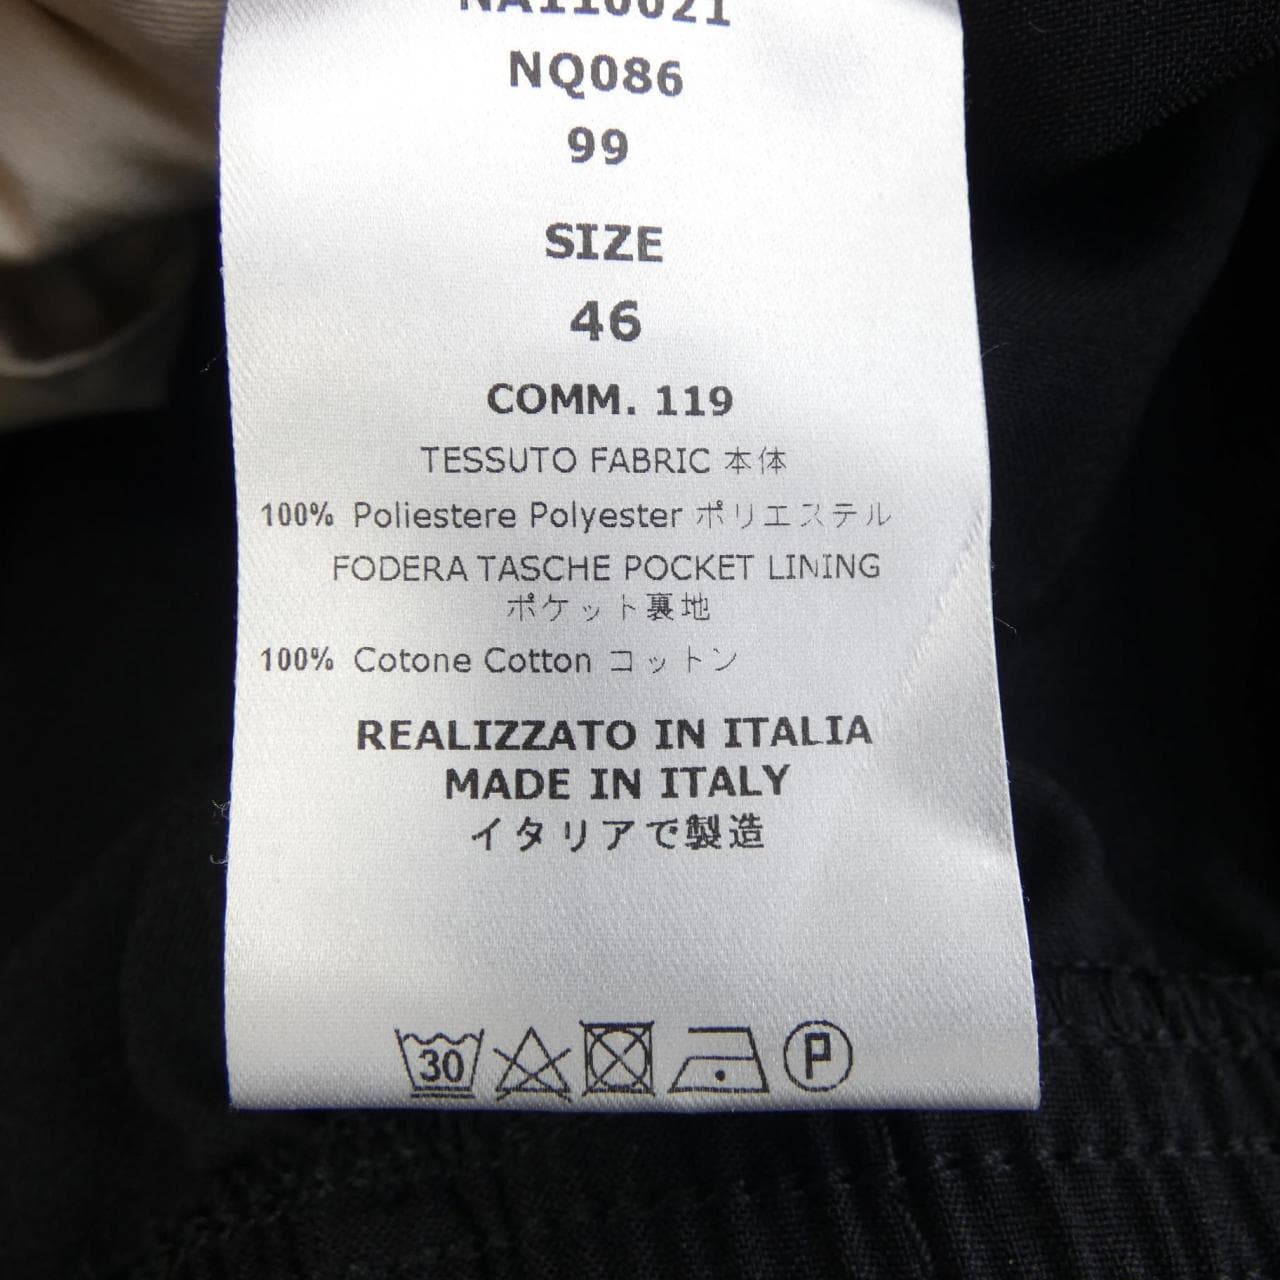 NA110021
NQ086
99
SIZE
46
COMM. 119
TESSUTO FABRIC 本体
100% Poliestere Polyester ポリエステル
FODERA TASCHE POCKET LINING
ポケット裏地
100% Cotone Cotton コットン
REALIZZATO IN ITALIA
MADE IN ITALY
イタリアで製造
30 P